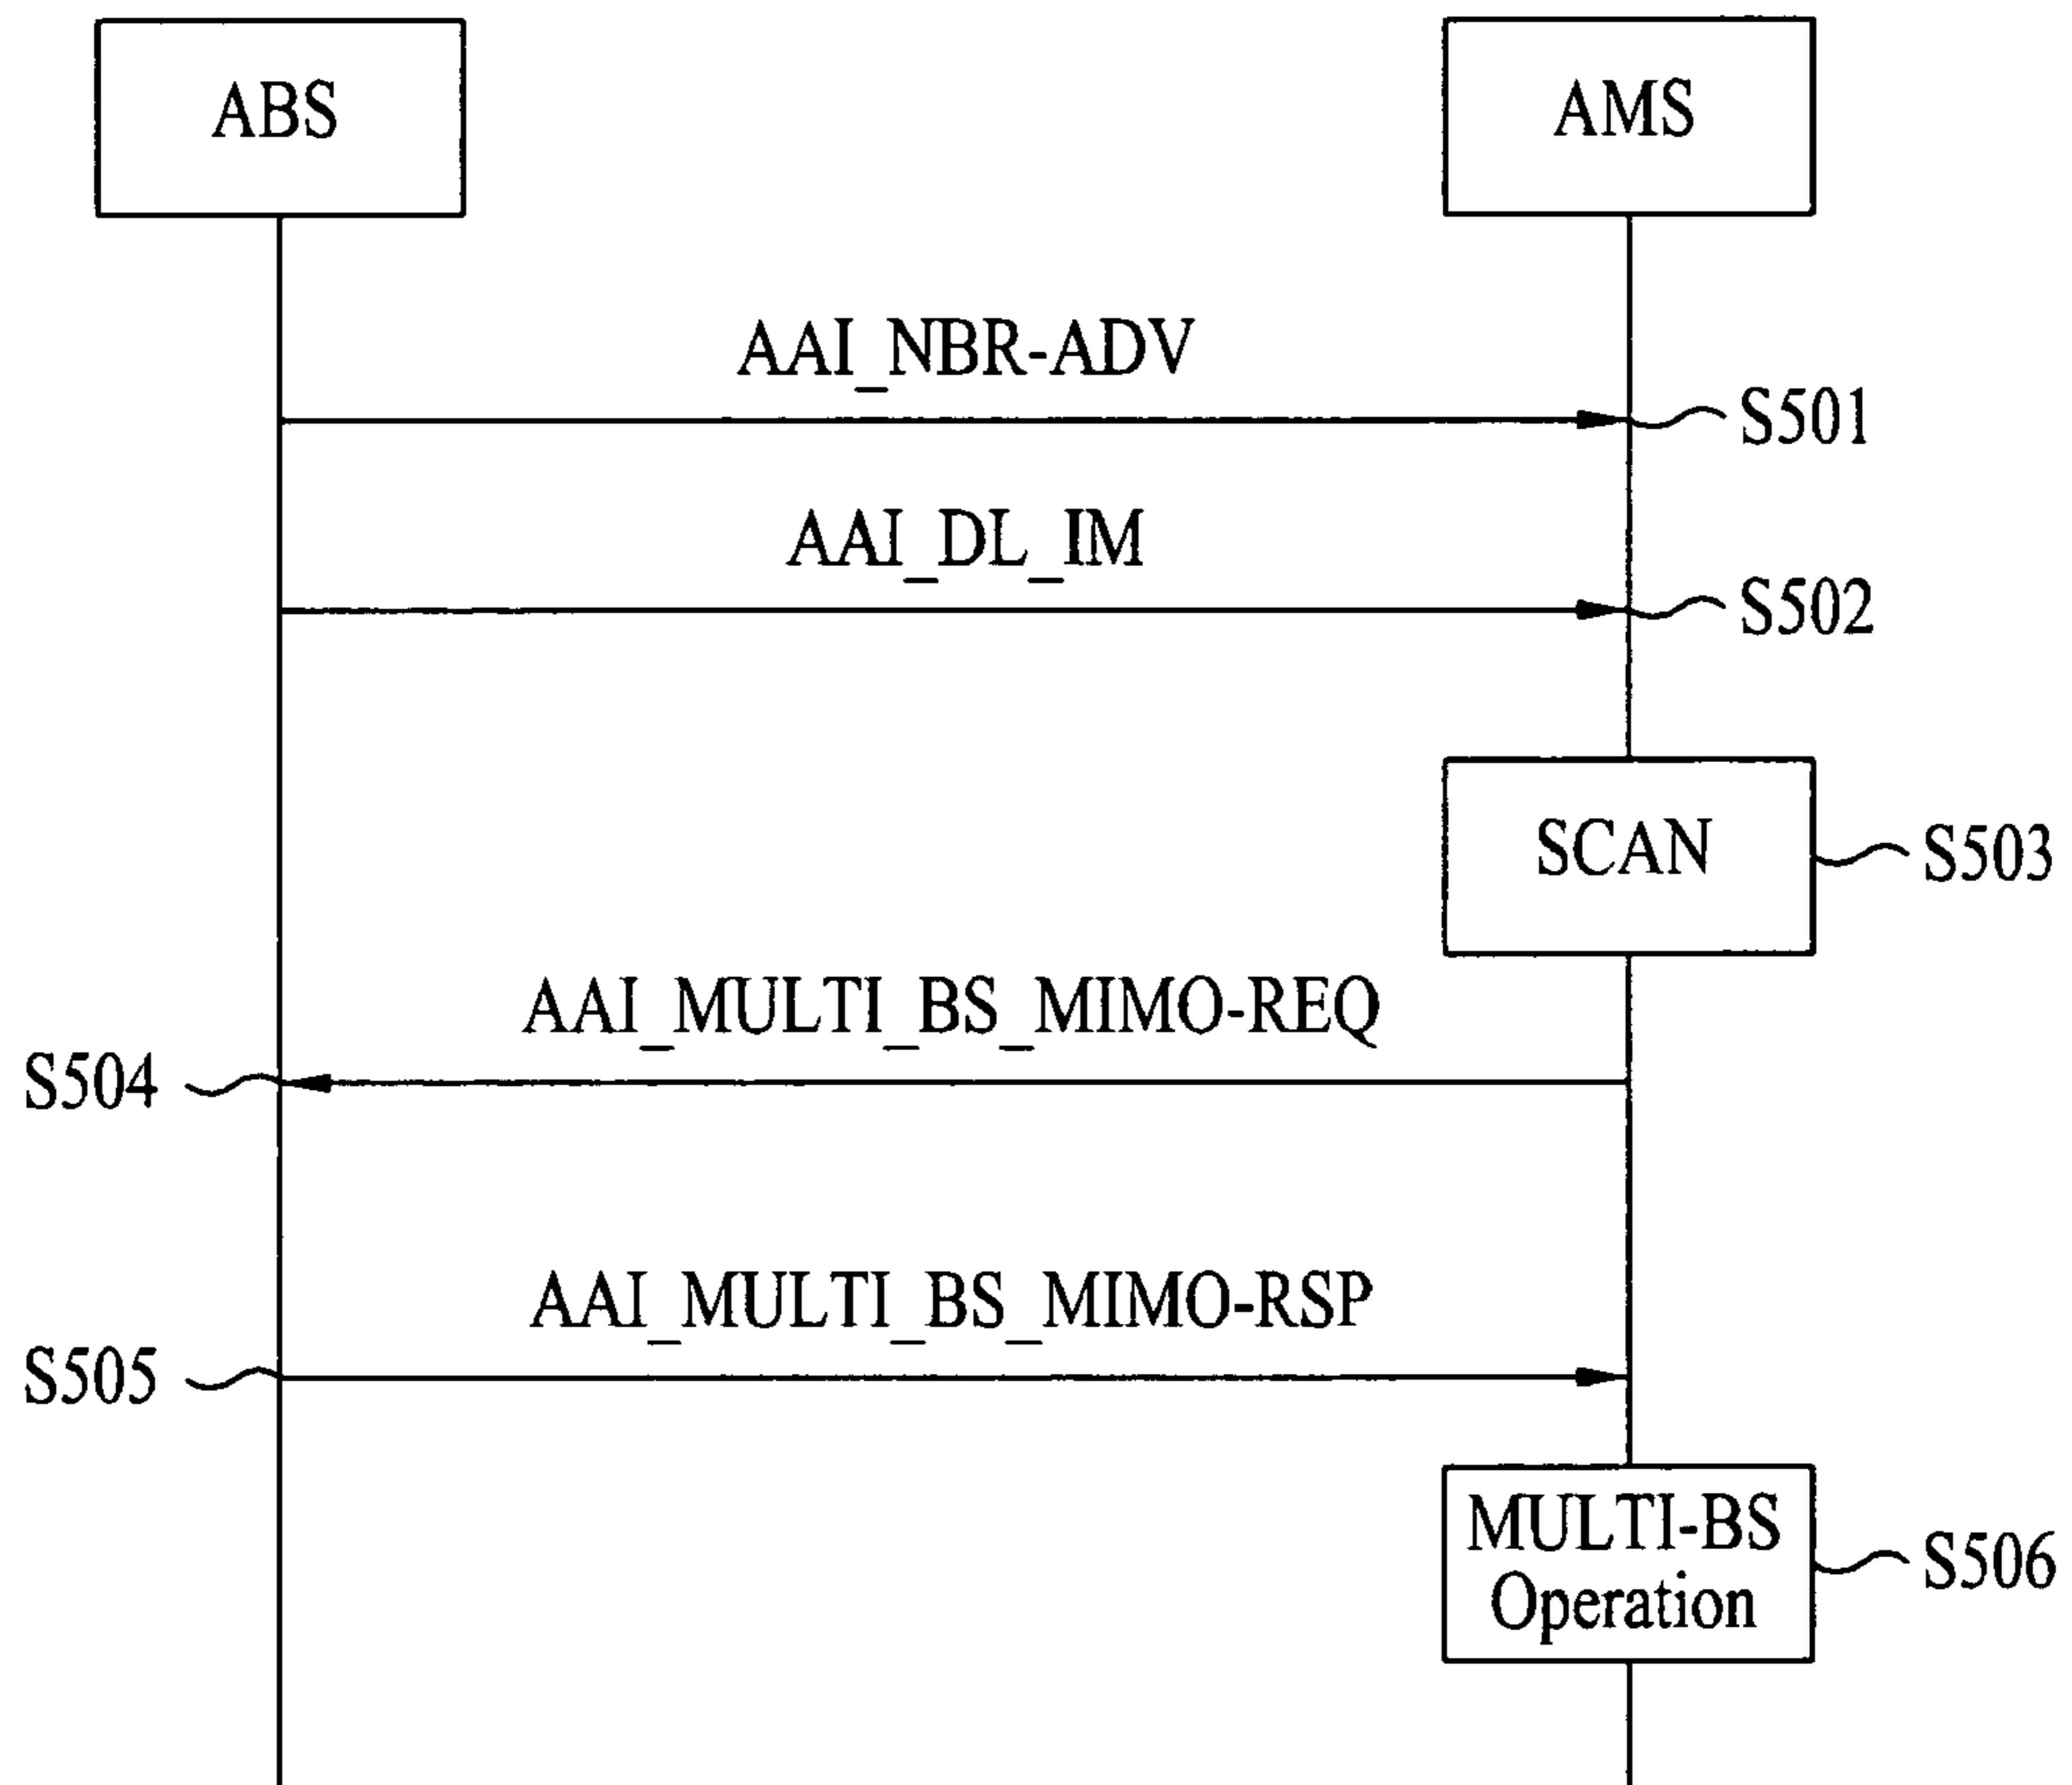 ABS
AMS
AAI_NBR-ADV
S501
AAI_DL_IM
S502
SCAN
S503
AAI_MULTI_BS_MIMO-REQ
S504
AAI_MULTI_BS_MIMO-RSP
S505
MULTI-BS
Operation
S506